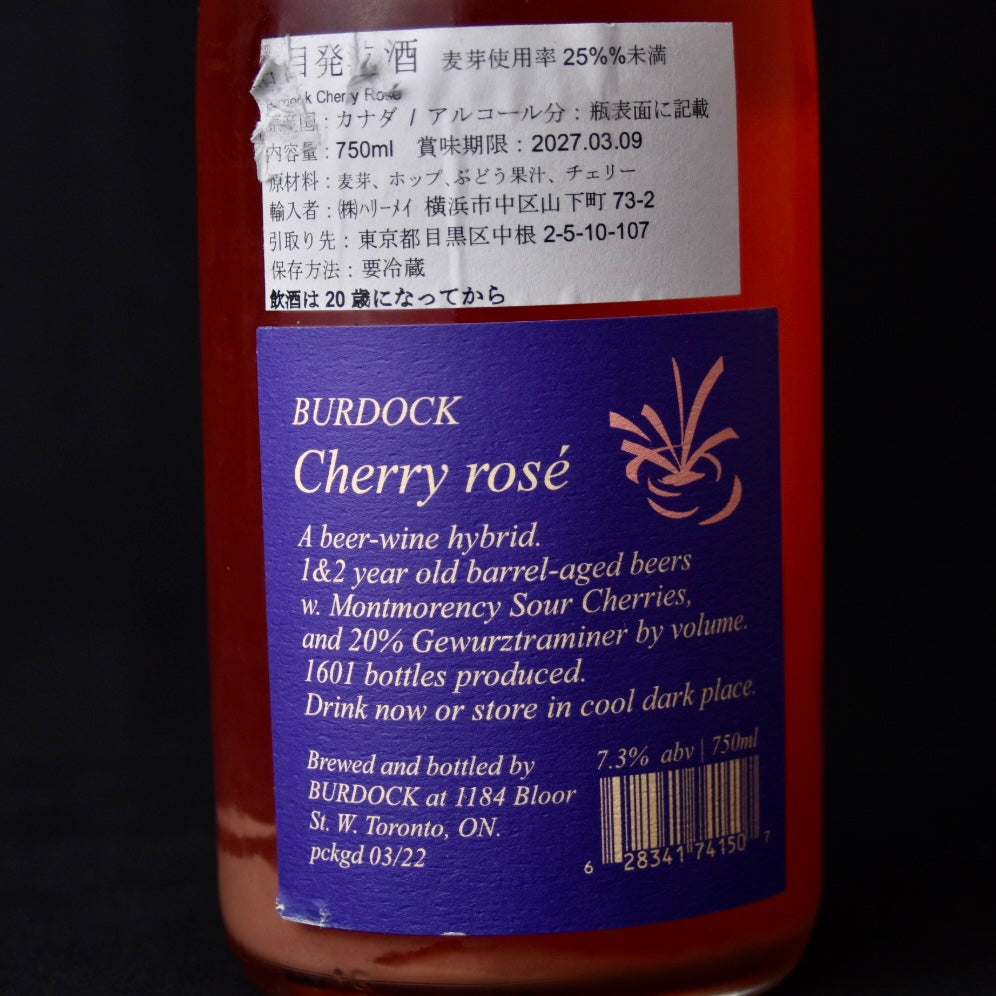 発 酒 麦芽使用率 25%%未満
Cherry Rosé
国：カナダ / アルコール分：瓶表面に記載
内容量：750ml 賞味期限：2027.03.09
原材料：麦芽、ホップ、ぶどう果汁、チェリー
輸入者：㈱ﾊﾘｰﾒｲ 横浜市中区山下町 73-2
引取り先：東京都目黒区中根 2-5-10-107
保存方法：要冷蔵
飲酒は 20 歳になってから
BURDOCK
Cherry rosé
A beer-wine hybrid.
1&2 year old barrel-aged beers
w. Montmorency Sour Cherries,
and 20% Gewurztraminer by volume.
1601 bottles produced.
Drink now or store in cool dark place.
Brewed and bottled by
BURDOCK at 1184 Bloor
St. W. Toronto, ON.
pckgd 03/22
7.3% abv | 750ml
6 28341 74150 7